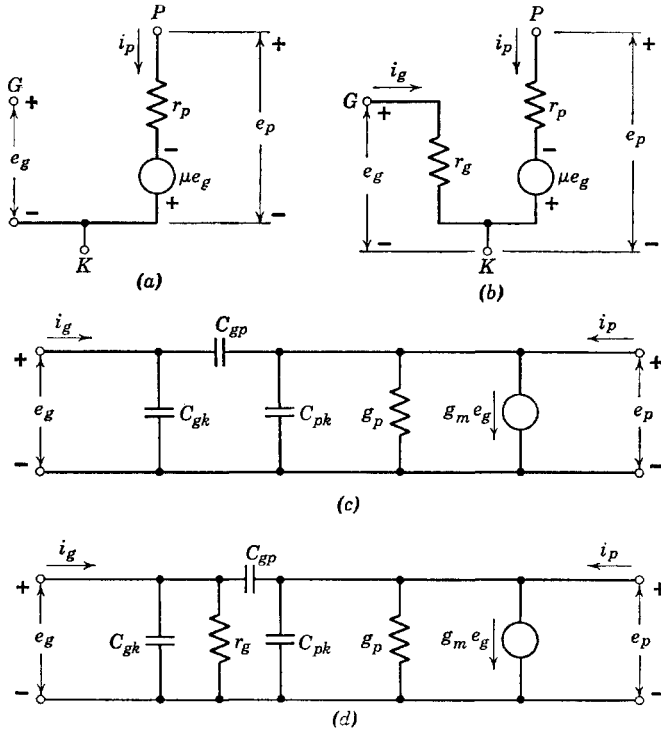 P
i_p
+
G
+
r_p
e_p
e_g
−
μe_g
+
−
−
K
(a)
P
i_p
+
i_g
G
+
r_p
e_p
e_g
r_g
−
μe_g
+
−
−
K
(b)
i_g
C_gp
i_p
+
+
e_g
C_gk
C_pk
g_p
g_m e_g
e_p
−
−
(c)
i_g
C_gp
i_p
+
+
e_g
C_gk
r_g
C_pk
g_p
g_m e_g
e_p
−
−
(d)